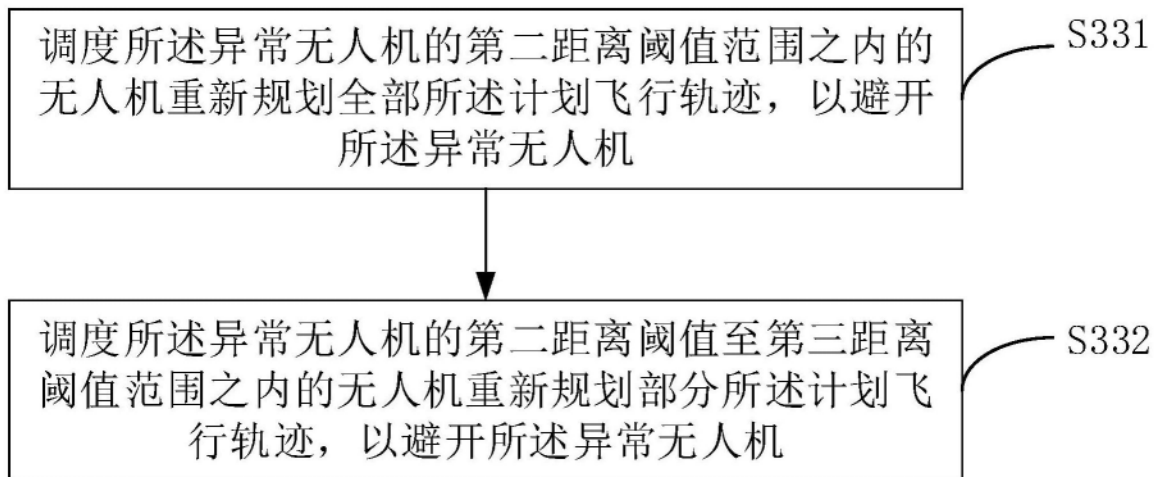 调度所述异常无人机的第二距离阈值范围之内的
无人机重新规划全部所述计划飞行轨迹，以避开
所述异常无人机
S331
调度所述异常无人机的第二距离阈值至第三距离
阈值范围之内的无人机重新规划部分所述计划飞
行轨迹，以避开所述异常无人机
S332